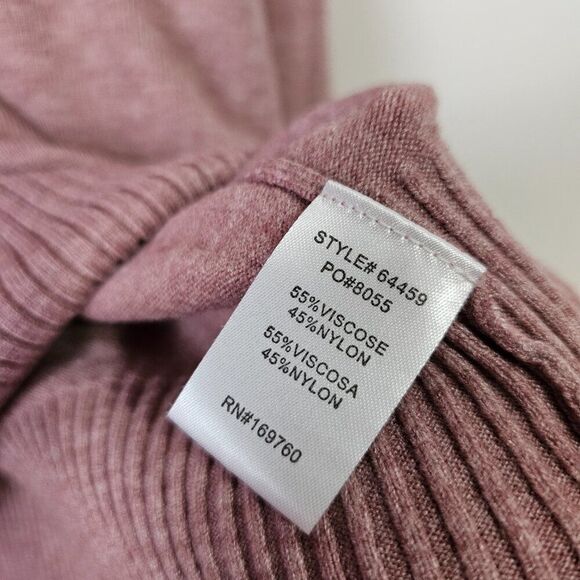 STYLE# 64459
PO#8055
55%VISCOSE
45%NYLON
55%VISCOSA
45%NYLON
RN#169760